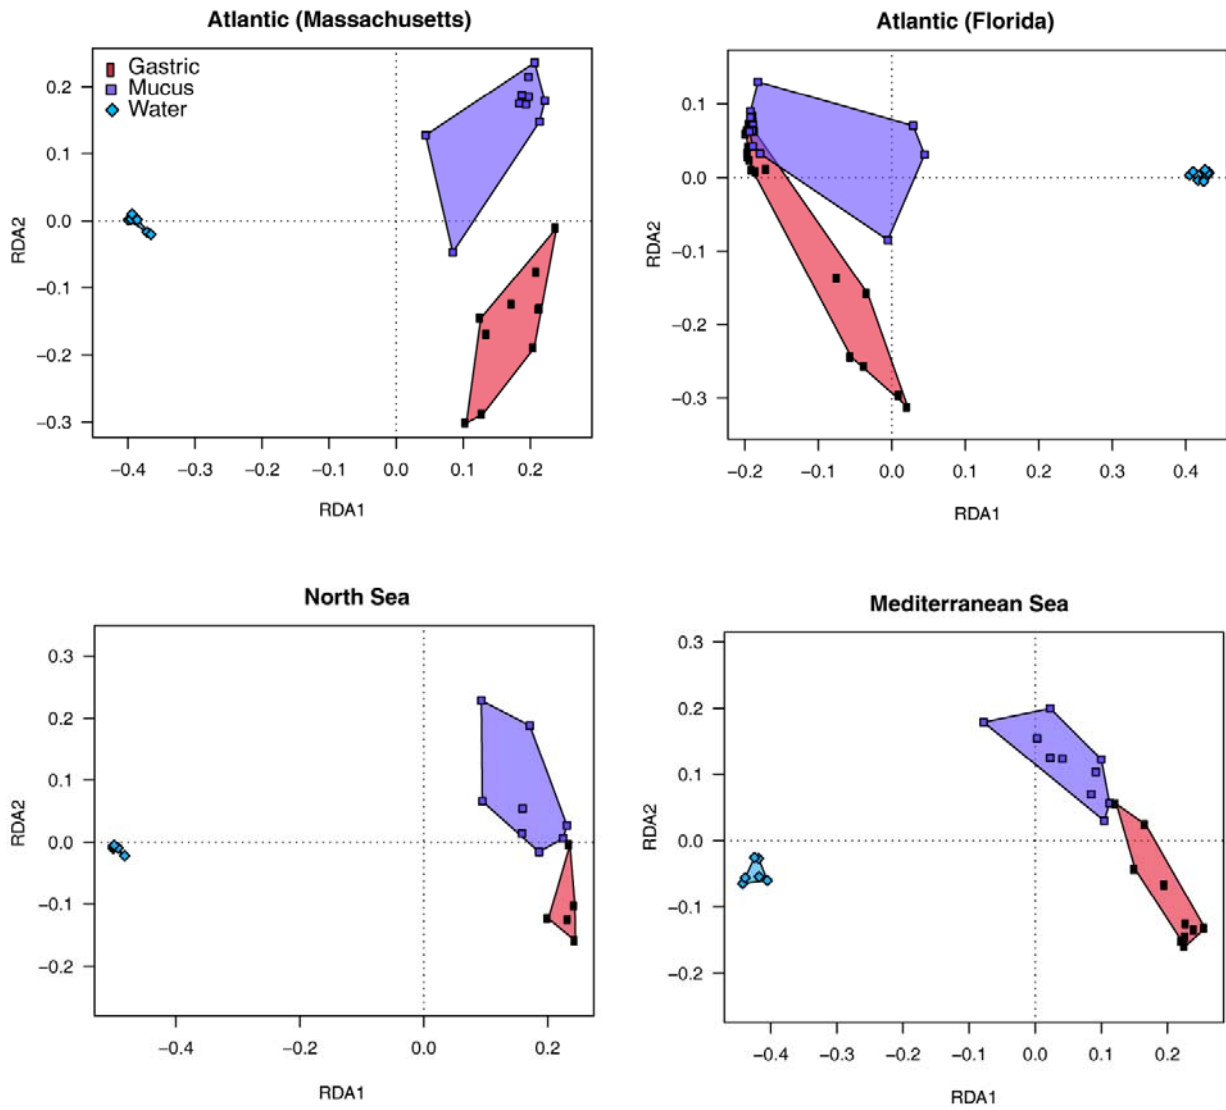 Atlantic (Massachusetts)
Gastric
Mucus
Water
RDA2
0.2
0.1
0.0
−0.1
−0.2
−0.3
−0.4 −0.3 −0.2 −0.1 0.0 0.1 0.2
RDA1
Atlantic (Florida)
RDA2
0.1
0.0
−0.1
−0.2
−0.3
−0.2 −0.1 0.0 0.1 0.2 0.3 0.4
RDA1
North Sea
RDA2
0.3
0.2
0.1
0.0
−0.1
−0.2
−0.4 −0.2 0.0 0.2
RDA1
Mediterranean Sea
RDA2
0.3
0.2
0.1
0.0
−0.1
−0.2
−0.4 −0.3 −0.2 −0.1 0.0 0.1 0.2
RDA1